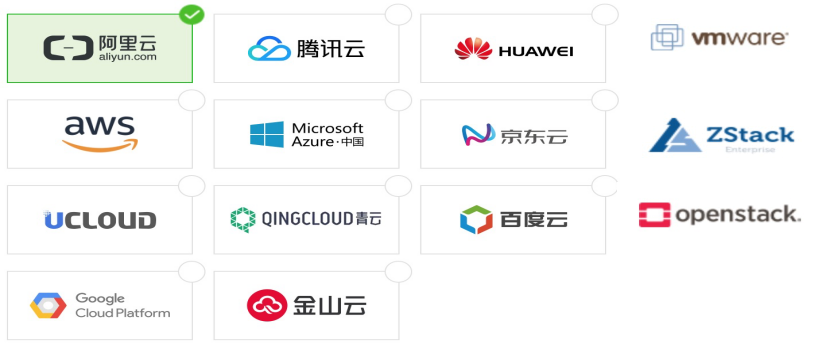 阿里云
aliyun.com
腾讯云
HUAWEI
vmware
aws
Microsoft
Azure·中国
京东云
ZStack
Enterprise
UCLOUD
QINGCLOUD青云
百度云
openstack.
Google
Cloud Platform
金山云